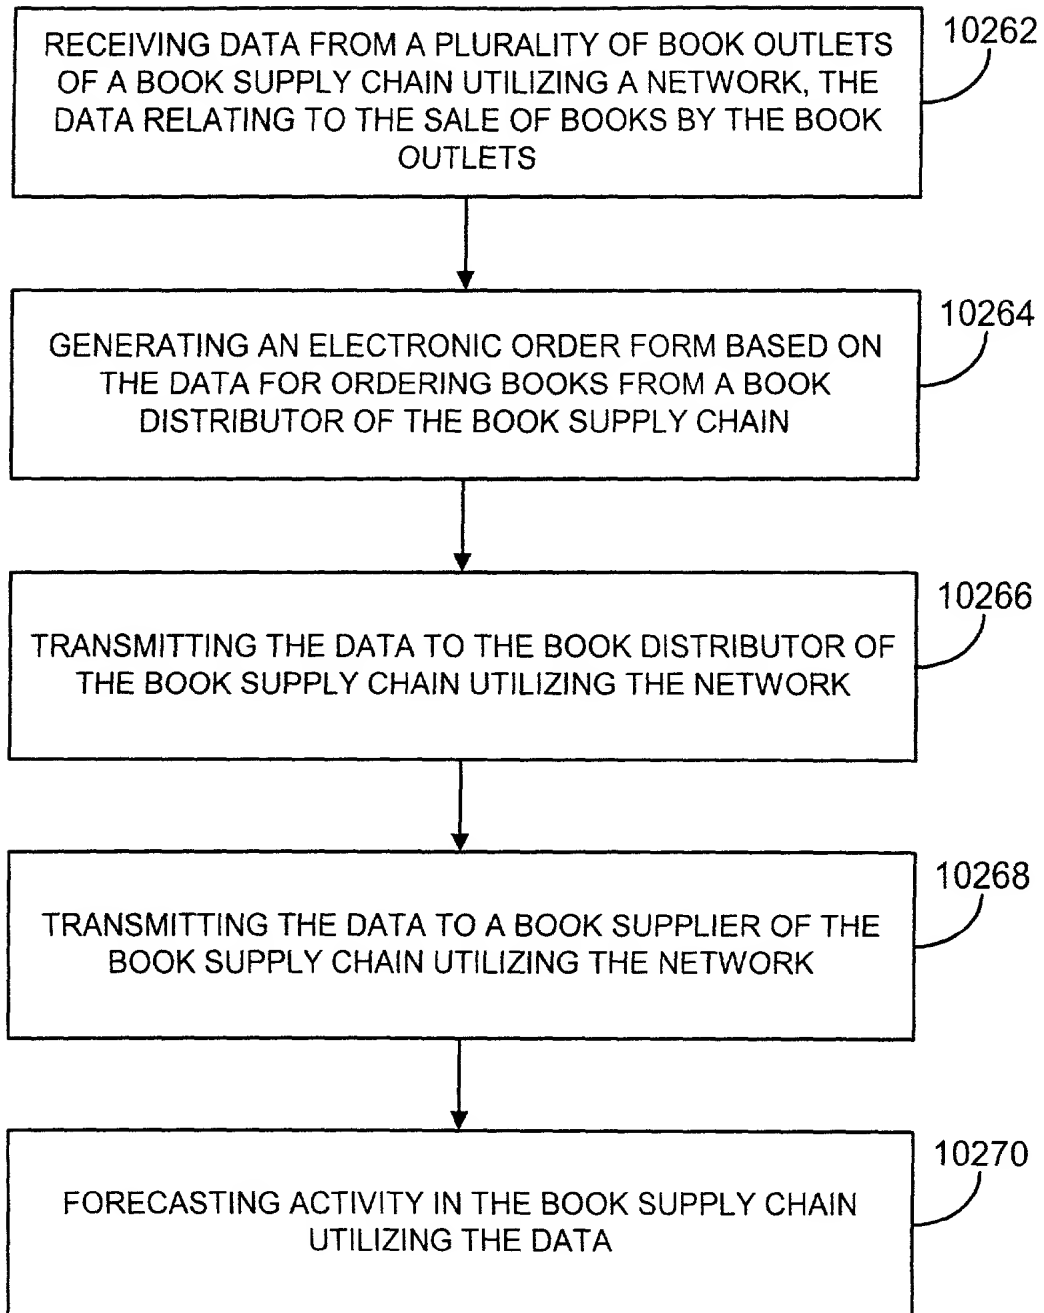 RECEIVING DATA FROM A PLURALITY OF BOOK OUTLETS
OF A BOOK SUPPLY CHAIN UTILIZING A NETWORK, THE
DATA RELATING TO THE SALE OF BOOKS BY THE BOOK
OUTLETS
10262
GENERATING AN ELECTRONIC ORDER FORM BASED ON
THE DATA FOR ORDERING BOOKS FROM A BOOK
DISTRIBUTOR OF THE BOOK SUPPLY CHAIN
10264
TRANSMITTING THE DATA TO THE BOOK DISTRIBUTOR OF
THE BOOK SUPPLY CHAIN UTILIZING THE NETWORK
10266
TRANSMITTING THE DATA TO A BOOK SUPPLIER OF THE
BOOK SUPPLY CHAIN UTILIZING THE NETWORK
10268
FORECASTING ACTIVITY IN THE BOOK SUPPLY CHAIN
UTILIZING THE DATA
10270